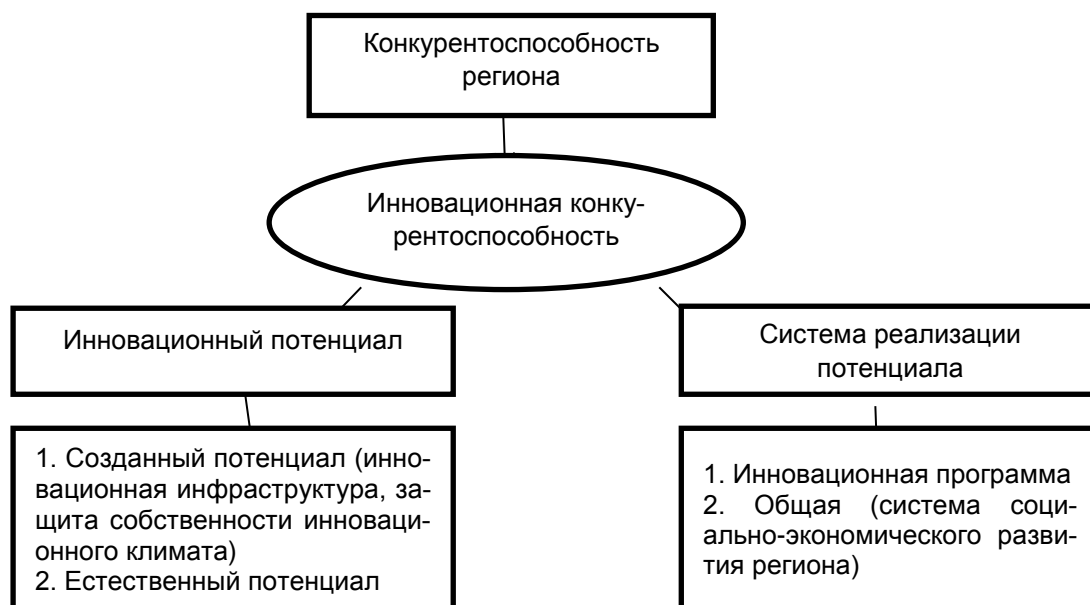 Конкурентоспособность
региона
Инновационная конку-
рентоспособность
Инновационный потенциал
Система реализации
потенциала
1. Созданный потенциал (инно-
вационная инфраструктура, за-
щита собственности инноваци-
онного климата)
2. Естественный потенциал
1. Инновационная программа
2. Общая (система соци-
ально-экономического разви-
тия региона)